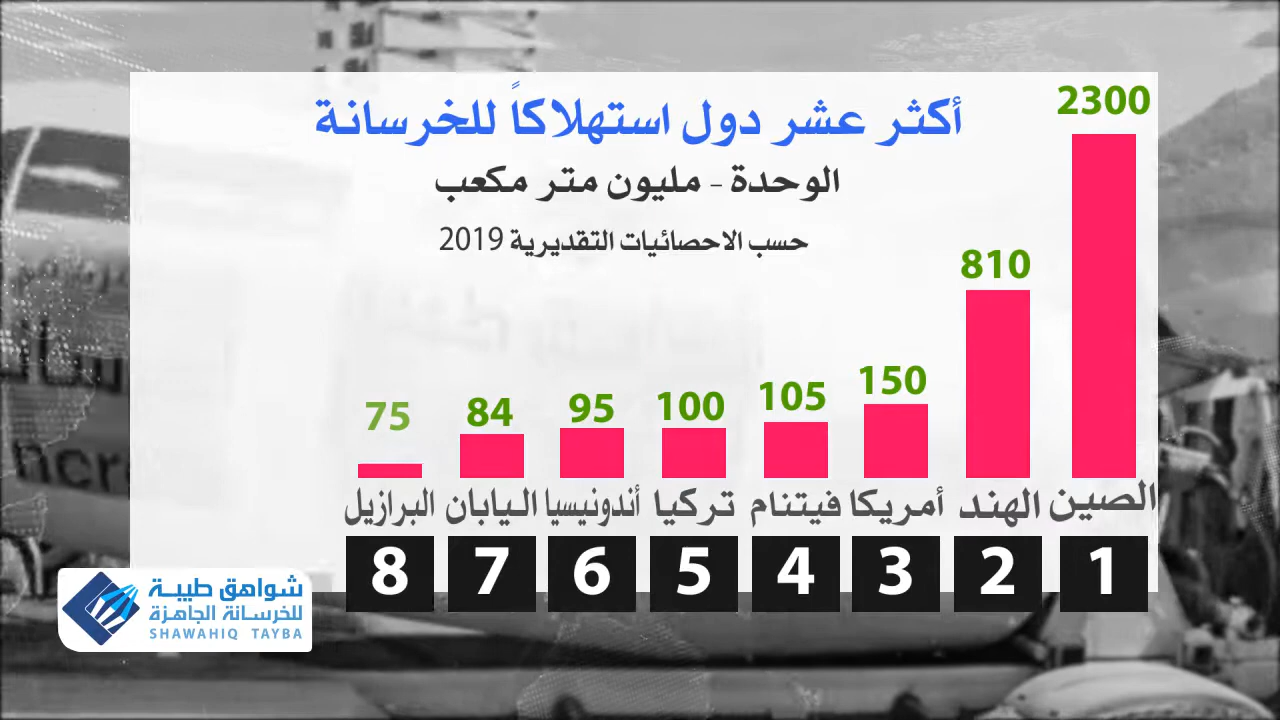 أكثر عشر دول استهلاكاً للخرسانة
الوحدة - مليون متر مكعب
حسب الاحصائيات التقديرية 2019
2300
810
150
105
100
95
84
75
الصين
الهند
أمريكا
فيتنام
تركيا
أندونيسيا
اليابان
البرازيل
1
2
3
4
5
6
7
8
شواهق طيبة
للخرسانة الجاهزة
SHAWAHIQ TAYBA